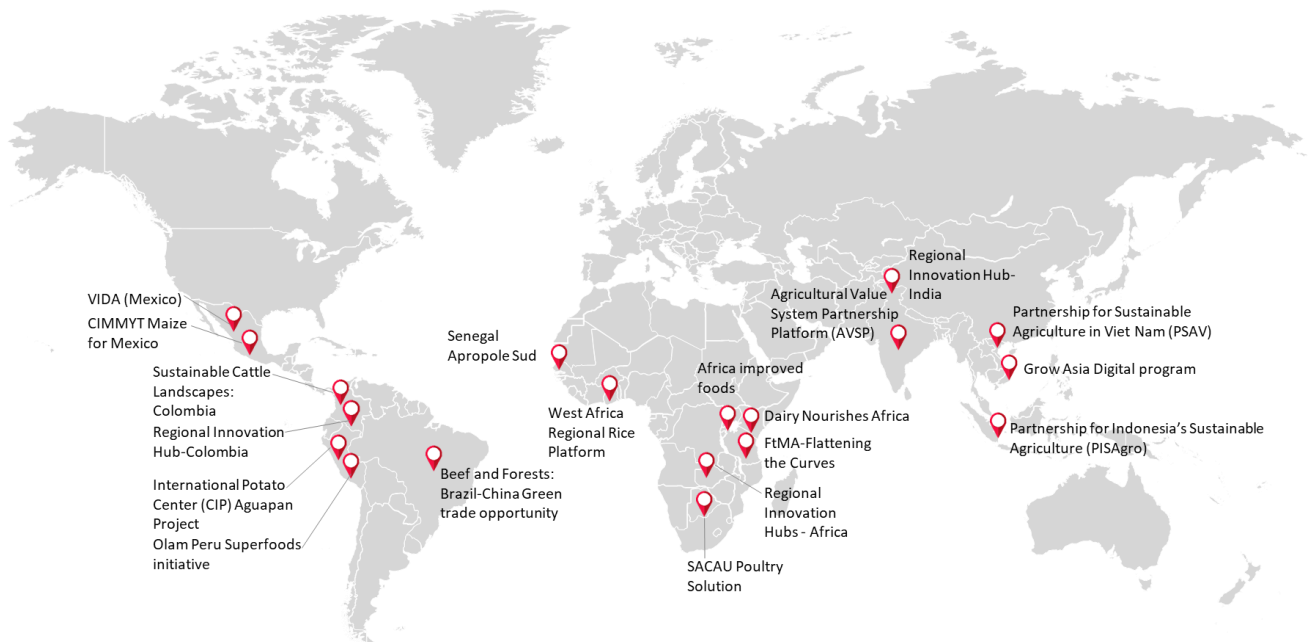 VIDA (Mexico)
CIMMYT Maize
for Mexico
Sustainable Cattle
Landscapes:
Colombia
Regional Innovation
Hub-Colombia
International Potato
Center (CIP) Aguapan
Project
Olam Peru Superfoods
initiative
Beef and Forests:
Brazil-China Green
trade opportunity
Senegal
Apropole Sud
West Africa
Regional Rice
Platform
Africa improved
foods
Dairy Nourishes Africa
FtMA-Flattening
the Curves
Regional
Innovation
Hubs - Africa
SACAU Poultry
Solution
Regional
Innovation Hub-
India
Agricultural Value
System Partnership
Platform (AVSP)
Partnership for Sustainable
Agriculture in Viet Nam (PSAV)
Grow Asia Digital program
Partnership for Indonesia's Sustainable
Agriculture (PISAgro)